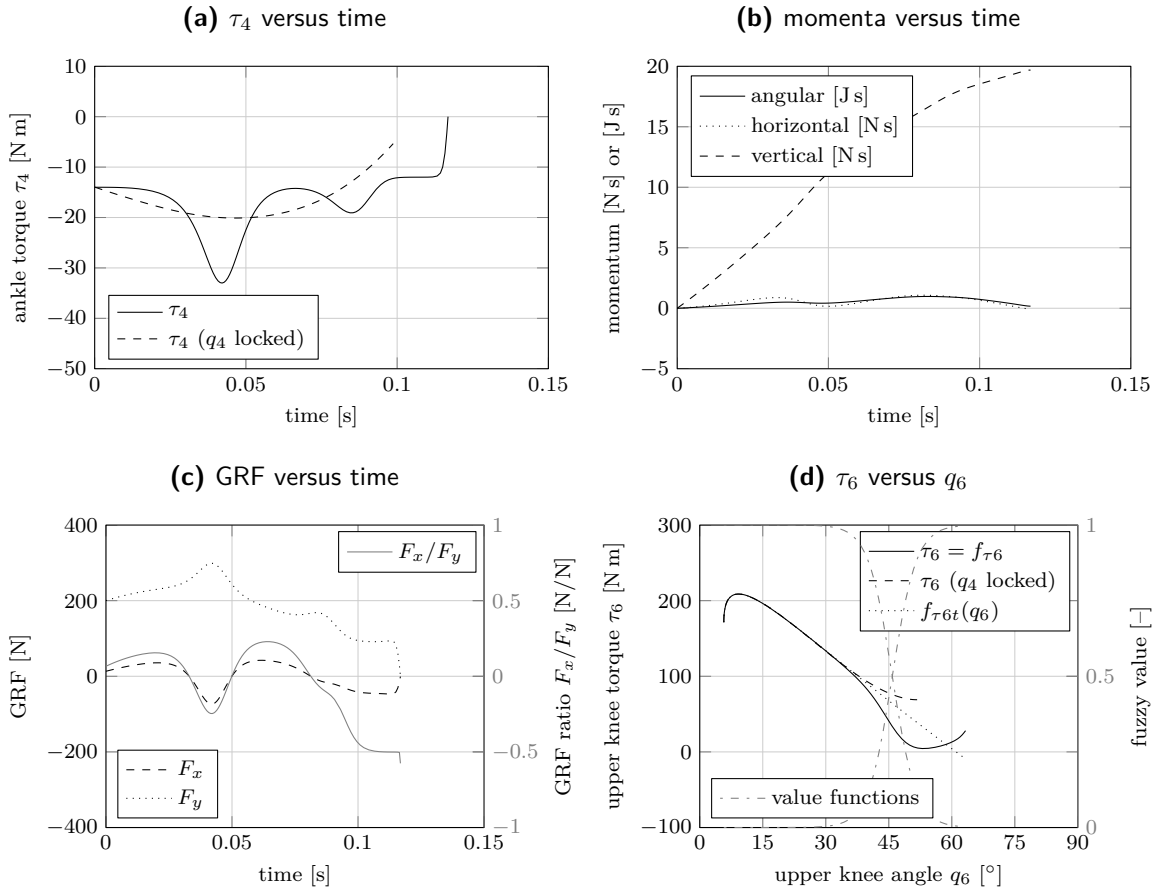 (a) τ4 versus time
10
0
−10
−20
−30
−40
−50
ankle torque τ4 [N m]
τ4
τ4 (q4 locked)
0
0.05
0.1
0.15
time [s]
(b) momenta versus time
20
15
10
5
0
−5
momentum [N s] or [J s]
angular [J s]
horizontal [N s]
vertical [N s]
0
0.05
0.1
0.15
time [s]
(c) GRF versus time
400
200
0
−200
−400
GRF [N]
Fx/Fy
Fx
Fy
1
0.5
0
−0.5
−1
GRF ratio Fx/Fy [N/N]
0
0.05
0.1
0.15
time [s]
(d) τ6 versus q6
300
200
100
0
−100
upper knee torque τ6 [N m]
τ6 = fτ6
τ6 (q4 locked)
fτ6t(q6)
value functions
1
0.5
0
fuzzy value [−]
0
15
30
45
60
75
90
upper knee angle q6 [°]